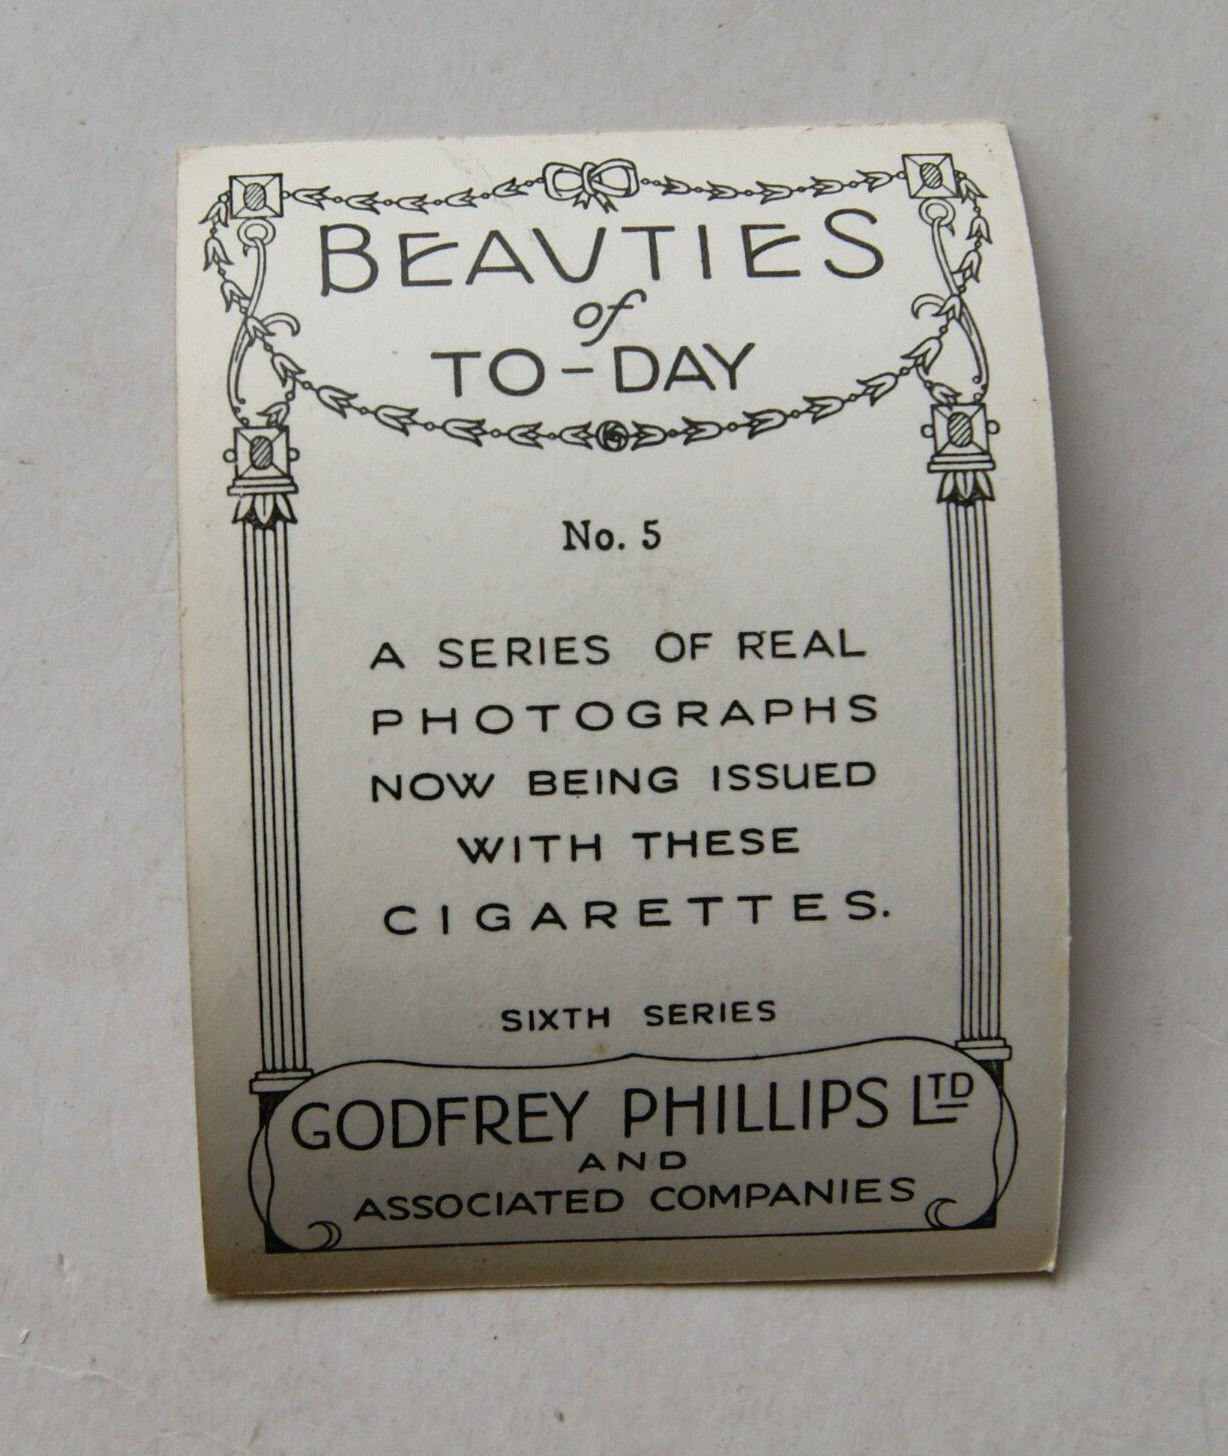 BEAUTIES
of
TO-DAY
No. 5
A SERIES OF REAL
PHOTOGRAPHS
NOW BEING ISSUED
WITH THESE
CIGARETTES.
SIXTH SERIES
GODFREY PHILLIPS LTD
AND
ASSOCIATED COMPANIES